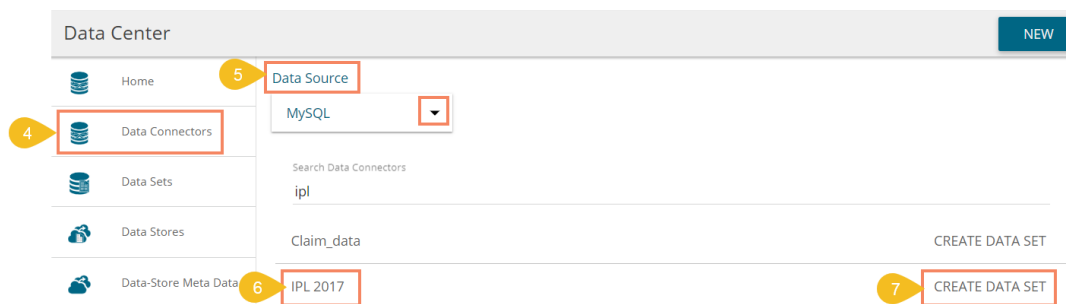 Data Center
NEW
Home
5
Data Source
MySQL
4
Data Connectors
Data Sets
Search Data Connectors
ipl
Data Stores
Claim_data
CREATE DATA SET
Data-Store Meta Data
6
IPL 2017
7
CREATE DATA SET